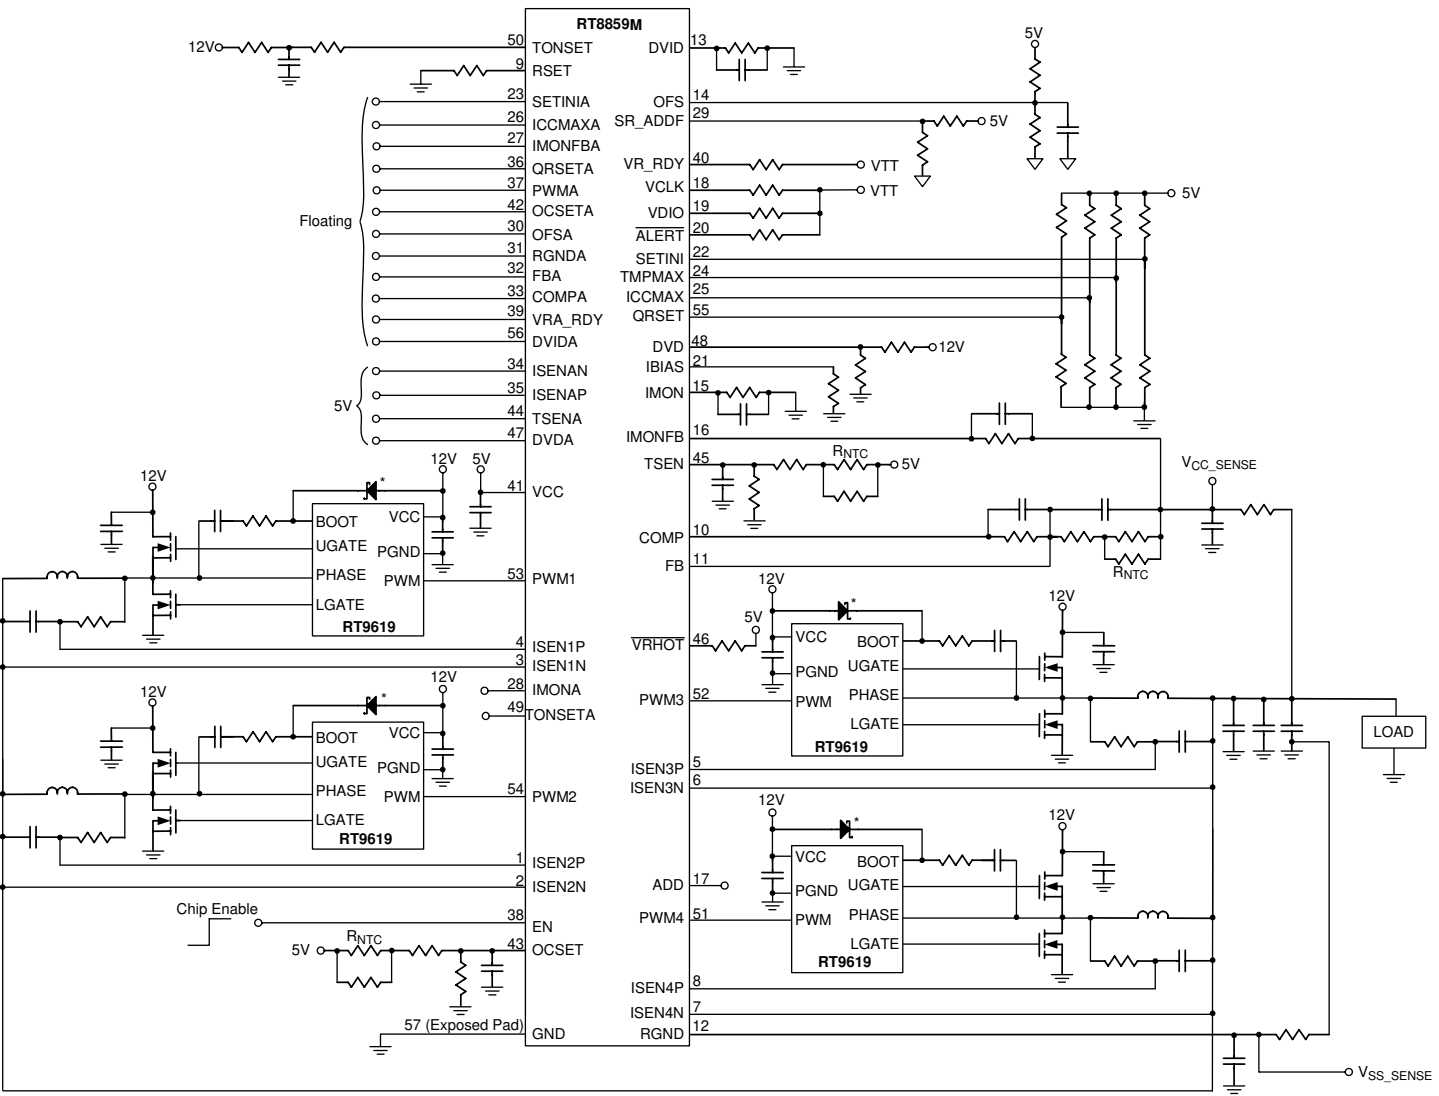 RT8859M
12V
50
TONSET
9
RSET
Floating
23
SETINIA
26
ICCMAXA
27
IMONFBA
36
QRSETA
37
PWMA
42
OCSETA
30
OFSA
31
RGNDA
32
FBA
33
COMPA
39
VRA_RDY
56
DVIDA
5V
34
ISENAN
35
ISENAP
44
TSENA
47
DVDA
12V
12V
5V
*
41
VCC
BOOT
VCC
UGATE
PGND
PHASE
PWM
LGATE
RT9619
53
PWM1
4
ISEN1P
3
ISEN1N
28
IMONA
49
TONSETA
12V
12V
*
BOOT
VCC
UGATE
PGND
PHASE
PWM
LGATE
RT9619
54
PWM2
1
ISEN2P
2
ISEN2N
Chip Enable
38
EN
5V
RNTC
43
OCSET
57 (Exposed Pad)
GND
DVID
13
5V
OFS
14
SR_ADDF
29
5V
VR_RDY
40
VTT
VCLK
18
VTT
VDIO
19
ALERT
20
5V
SETINI
22
TMPMAX
24
ICCMAX
25
QRSET
55
DVD
48
12V
IBIAS
21
IMON
15
IMONFB
16
TSEN
45
RNTC
5V
VCC_SENSE
COMP
10
FB
11
RNTC
VRHOT
46
5V
12V
*
12V
VCC
BOOT
PGND
UGATE
PHASE
PWM
LGATE
RT9619
PWM3
52
LOAD
ISEN3P
5
ISEN3N
6
12V
*
12V
VCC
BOOT
PGND
UGATE
PHASE
PWM
LGATE
RT9619
ADD
17
PWM4
51
ISEN4P
8
ISEN4N
7
RGND
12
VSS_SENSE